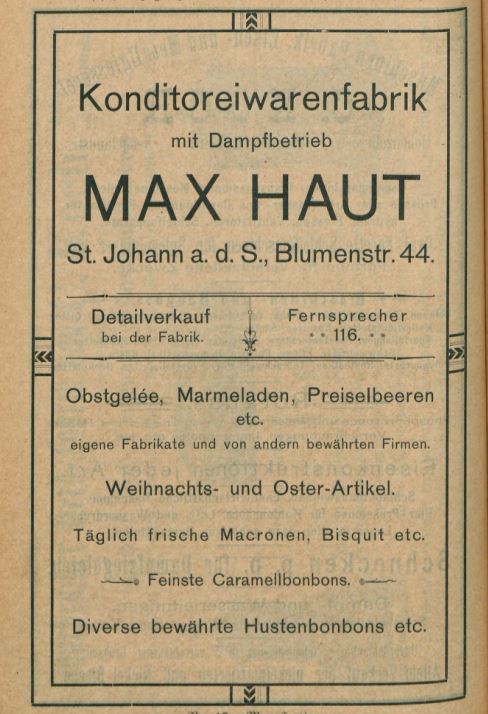 Konditoreiwarenfabrik
mit Dampfbetrieb
MAX HAUT
St. Johann a. d. S., Blumenstr. 44.
Detailverkauf
bei der Fabrik.
Fernsprecher
116.
Obstgelée, Marmeladen, Preiselbeeren
etc.
eigene Fabrikate und von andern bewährten Firmen.
Weihnachts- und Oster-Artikel.
Täglich frische Macronen, Bisquit etc.
Feinste Caramellbonbons.
Diverse bewährte Hustenbonbons etc.